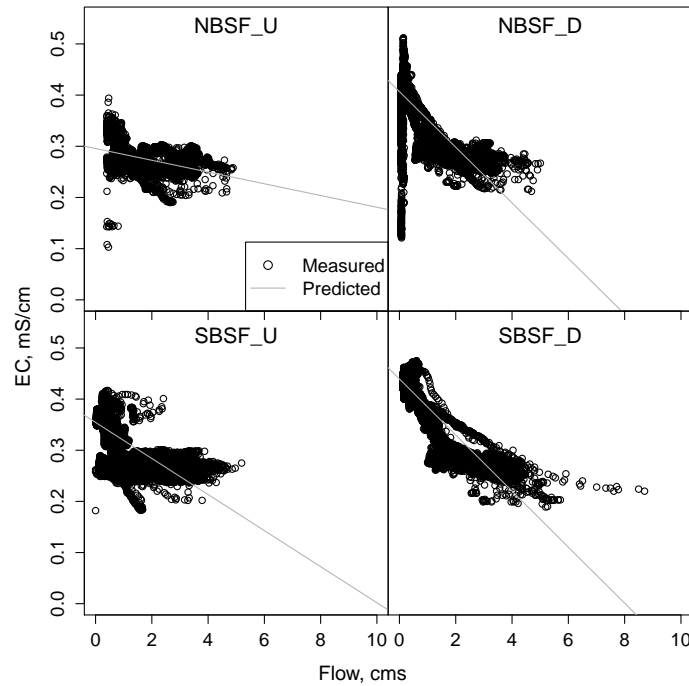 NBSF_U
NBSF_D
0.5
0.4
0.3
0.2
0.1
0.0
Measured
Predicted
EC, mS/cm
SBSF_U
SBSF_D
0.5
0.4
0.3
0.2
0.1
0.0
0 2 4 6 8 10
0 2 4 6 8 10
Flow, cms